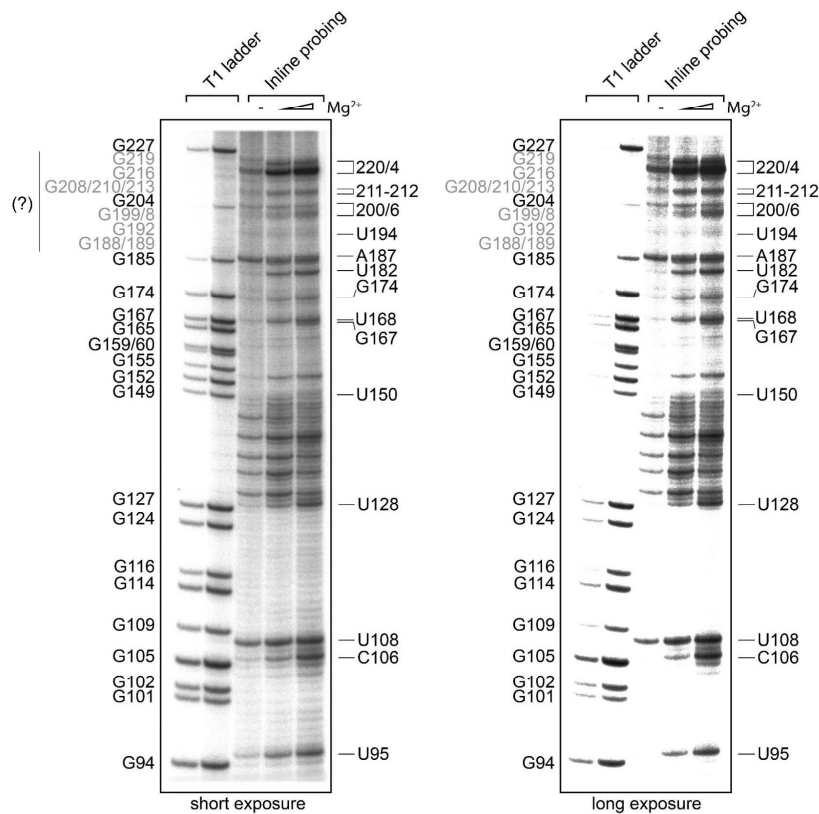 T1 ladder
Inline probing
- Mg²⁺
G227
G219
G216
G208/210/213
G204
G199/8
G192
G188/189
G185
G174
G167
G165
G159/60
G155
G152
G149
G127
G124
G116
G114
G109
G105
G102
G101
G94
(?)
220/4
211-212
200/6
U194
A187
U182
G174
U168
G167
U150
U128
U108
C106
U95
short exposure
T1 ladder
Inline probing
- Mg²⁺
G227
G219
G216
G208/210/213
G204
G199/8
G192
G188/189
G185
G174
G167
G165
G159/60
G155
G152
G149
G127
G124
G116
G114
G109
G105
G102
G101
G94
220/4
211-212
200/6
U194
A187
U182
G174
U168
G167
U150
U128
U108
C106
U95
long exposure